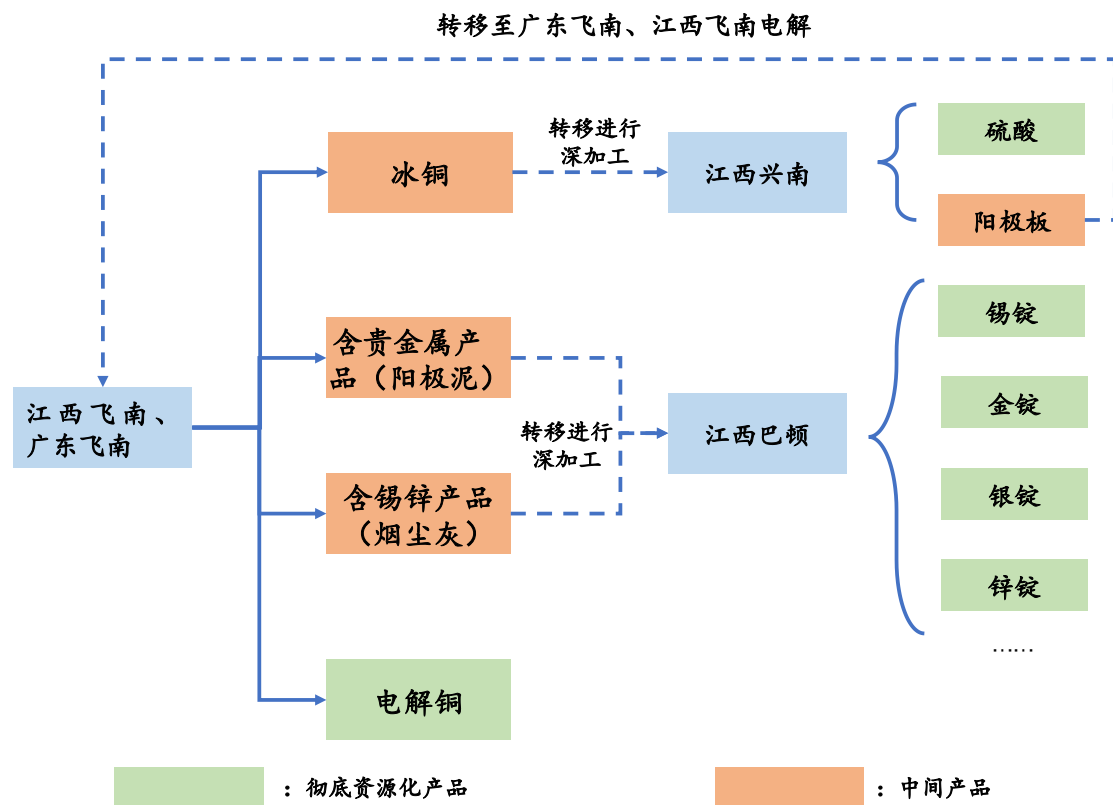 转移至广东飞南、江西飞南电解
冰铜
转移进行
深加工
江西兴南
硫酸
阳极板
含贵金属产
品（阳极泥）
江西飞南、
广东飞南
转移进行
深加工
江西巴顿
含锡锌产品
（烟尘灰）
锡锭
金锭
银锭
锌锭
……
电解铜
：彻底资源化产品
：中间产品